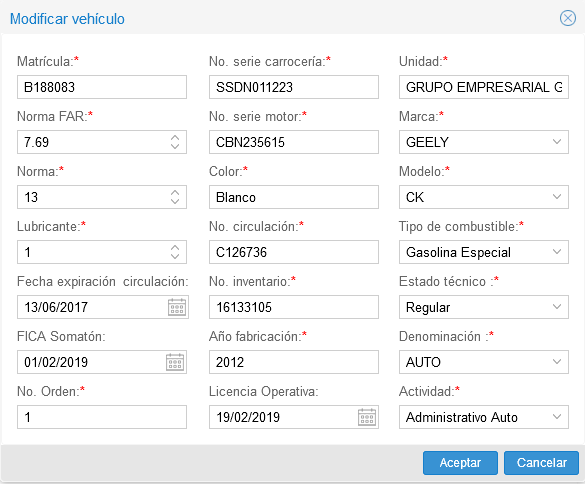 Modificar vehículo
Matrícula:* No. serie carrocería:* Unidad:*
B188083 SSDN011223 GRUPO EMPRESARIAL G
Norma FAR:* No. serie motor:* Marca:*
7.69 CBN235615 GEELY
Norma:* Color:* Modelo:*
13 Blanco CK
Lubricante:* No. circulación:* Tipo de combustible:*
1 C126736 Gasolina Especial
Fecha expiración circulación: No. inventario:* Estado técnico :*
13/06/2017 16133105 Regular
FICA Somatón: Año fabricación:* Denominación :*
01/02/2019 2012 AUTO
No. Orden:* Licencia Operativa: Actividad:*
1 19/02/2019 Administrativo Auto
Aceptar Cancelar